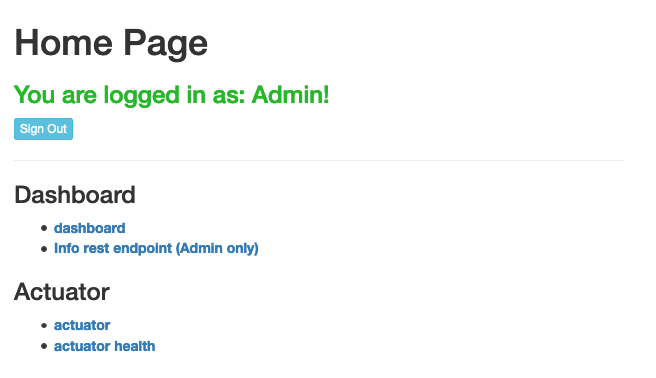 Home Page
You are logged in as: Admin!
Sign Out
Dashboard
dashboard
Info rest endpoint (Admin only)
Actuator
actuator
actuator health